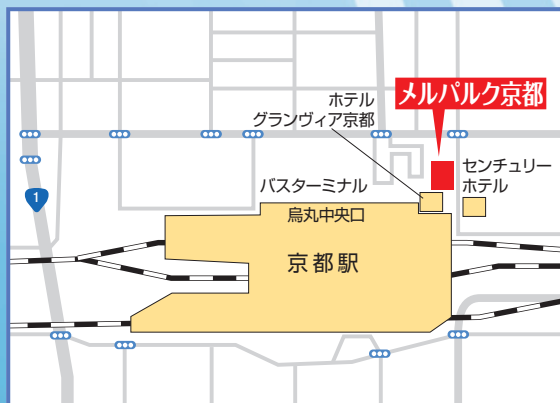 ホテル
グランヴィア京都
メルパルク京都
センチュリー
ホテル
バスターミナル
烏丸中央口
京都駅
1